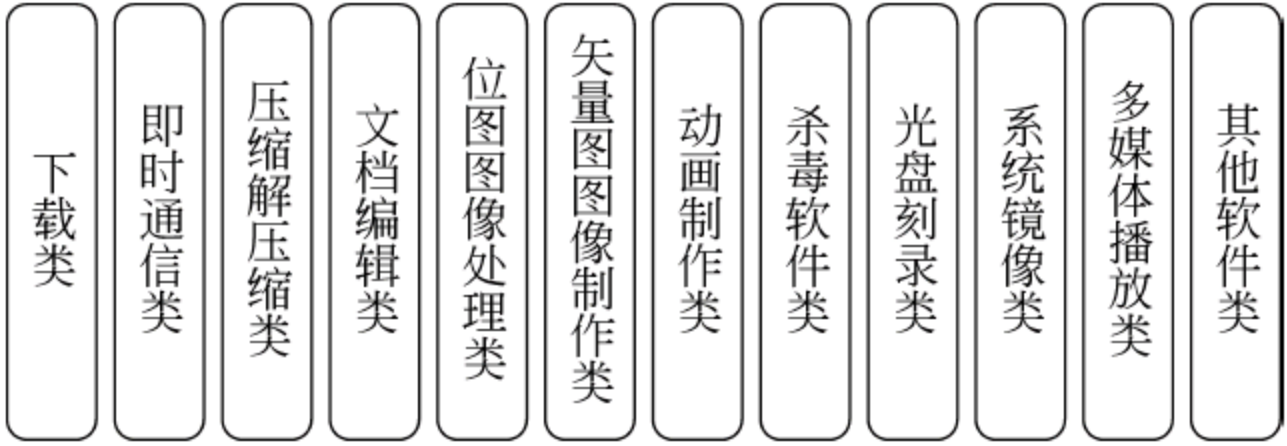 下载类
即时通信类
压缩解压缩类
文档编辑类
位图图像处理类
矢量图图像制作类
动画制作类
杀毒软件类
光盘刻录类
系统镜像类
多媒体播放类
其他软件类